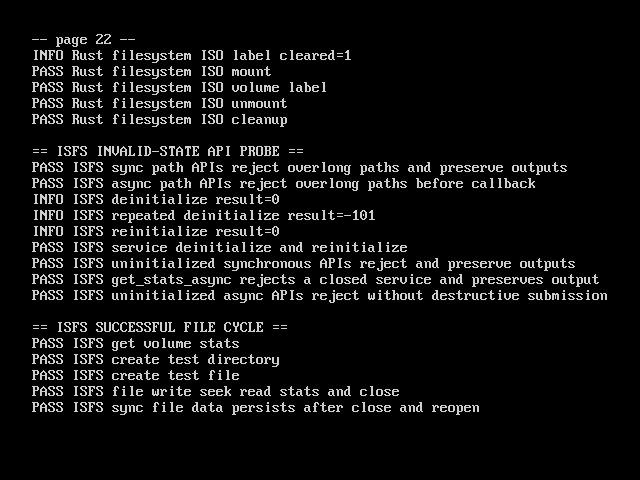 -- page 22 --
INFO Rust filesystem ISO label cleared=1
PASS Rust filesystem ISO mount
PASS Rust filesystem ISO volume label
PASS Rust filesystem ISO unmount
PASS Rust filesystem ISO cleanup
== ISFS INVALID-STATE API PROBE ==
PASS ISFS sync path APIs reject overlong paths and preserve outputs
PASS ISFS async path APIs reject overlong paths before callback
INFO ISFS deinitialize result=0
INFO ISFS repeated deinitialize result=-101
INFO ISFS reinitialize result=0
PASS ISFS service deinitialize and reinitialize
PASS ISFS uninitialized synchronous APIs reject and preserve outputs
PASS ISFS get_stats_async rejects a closed service and preserves output
PASS ISFS uninitialized async APIs reject without destructive submission
== ISFS SUCCESSFUL FILE CYCLE ==
PASS ISFS get volume stats
PASS ISFS create test directory
PASS ISFS create test file
PASS ISFS file write seek read stats and close
PASS ISFS sync file data persists after close and reopen